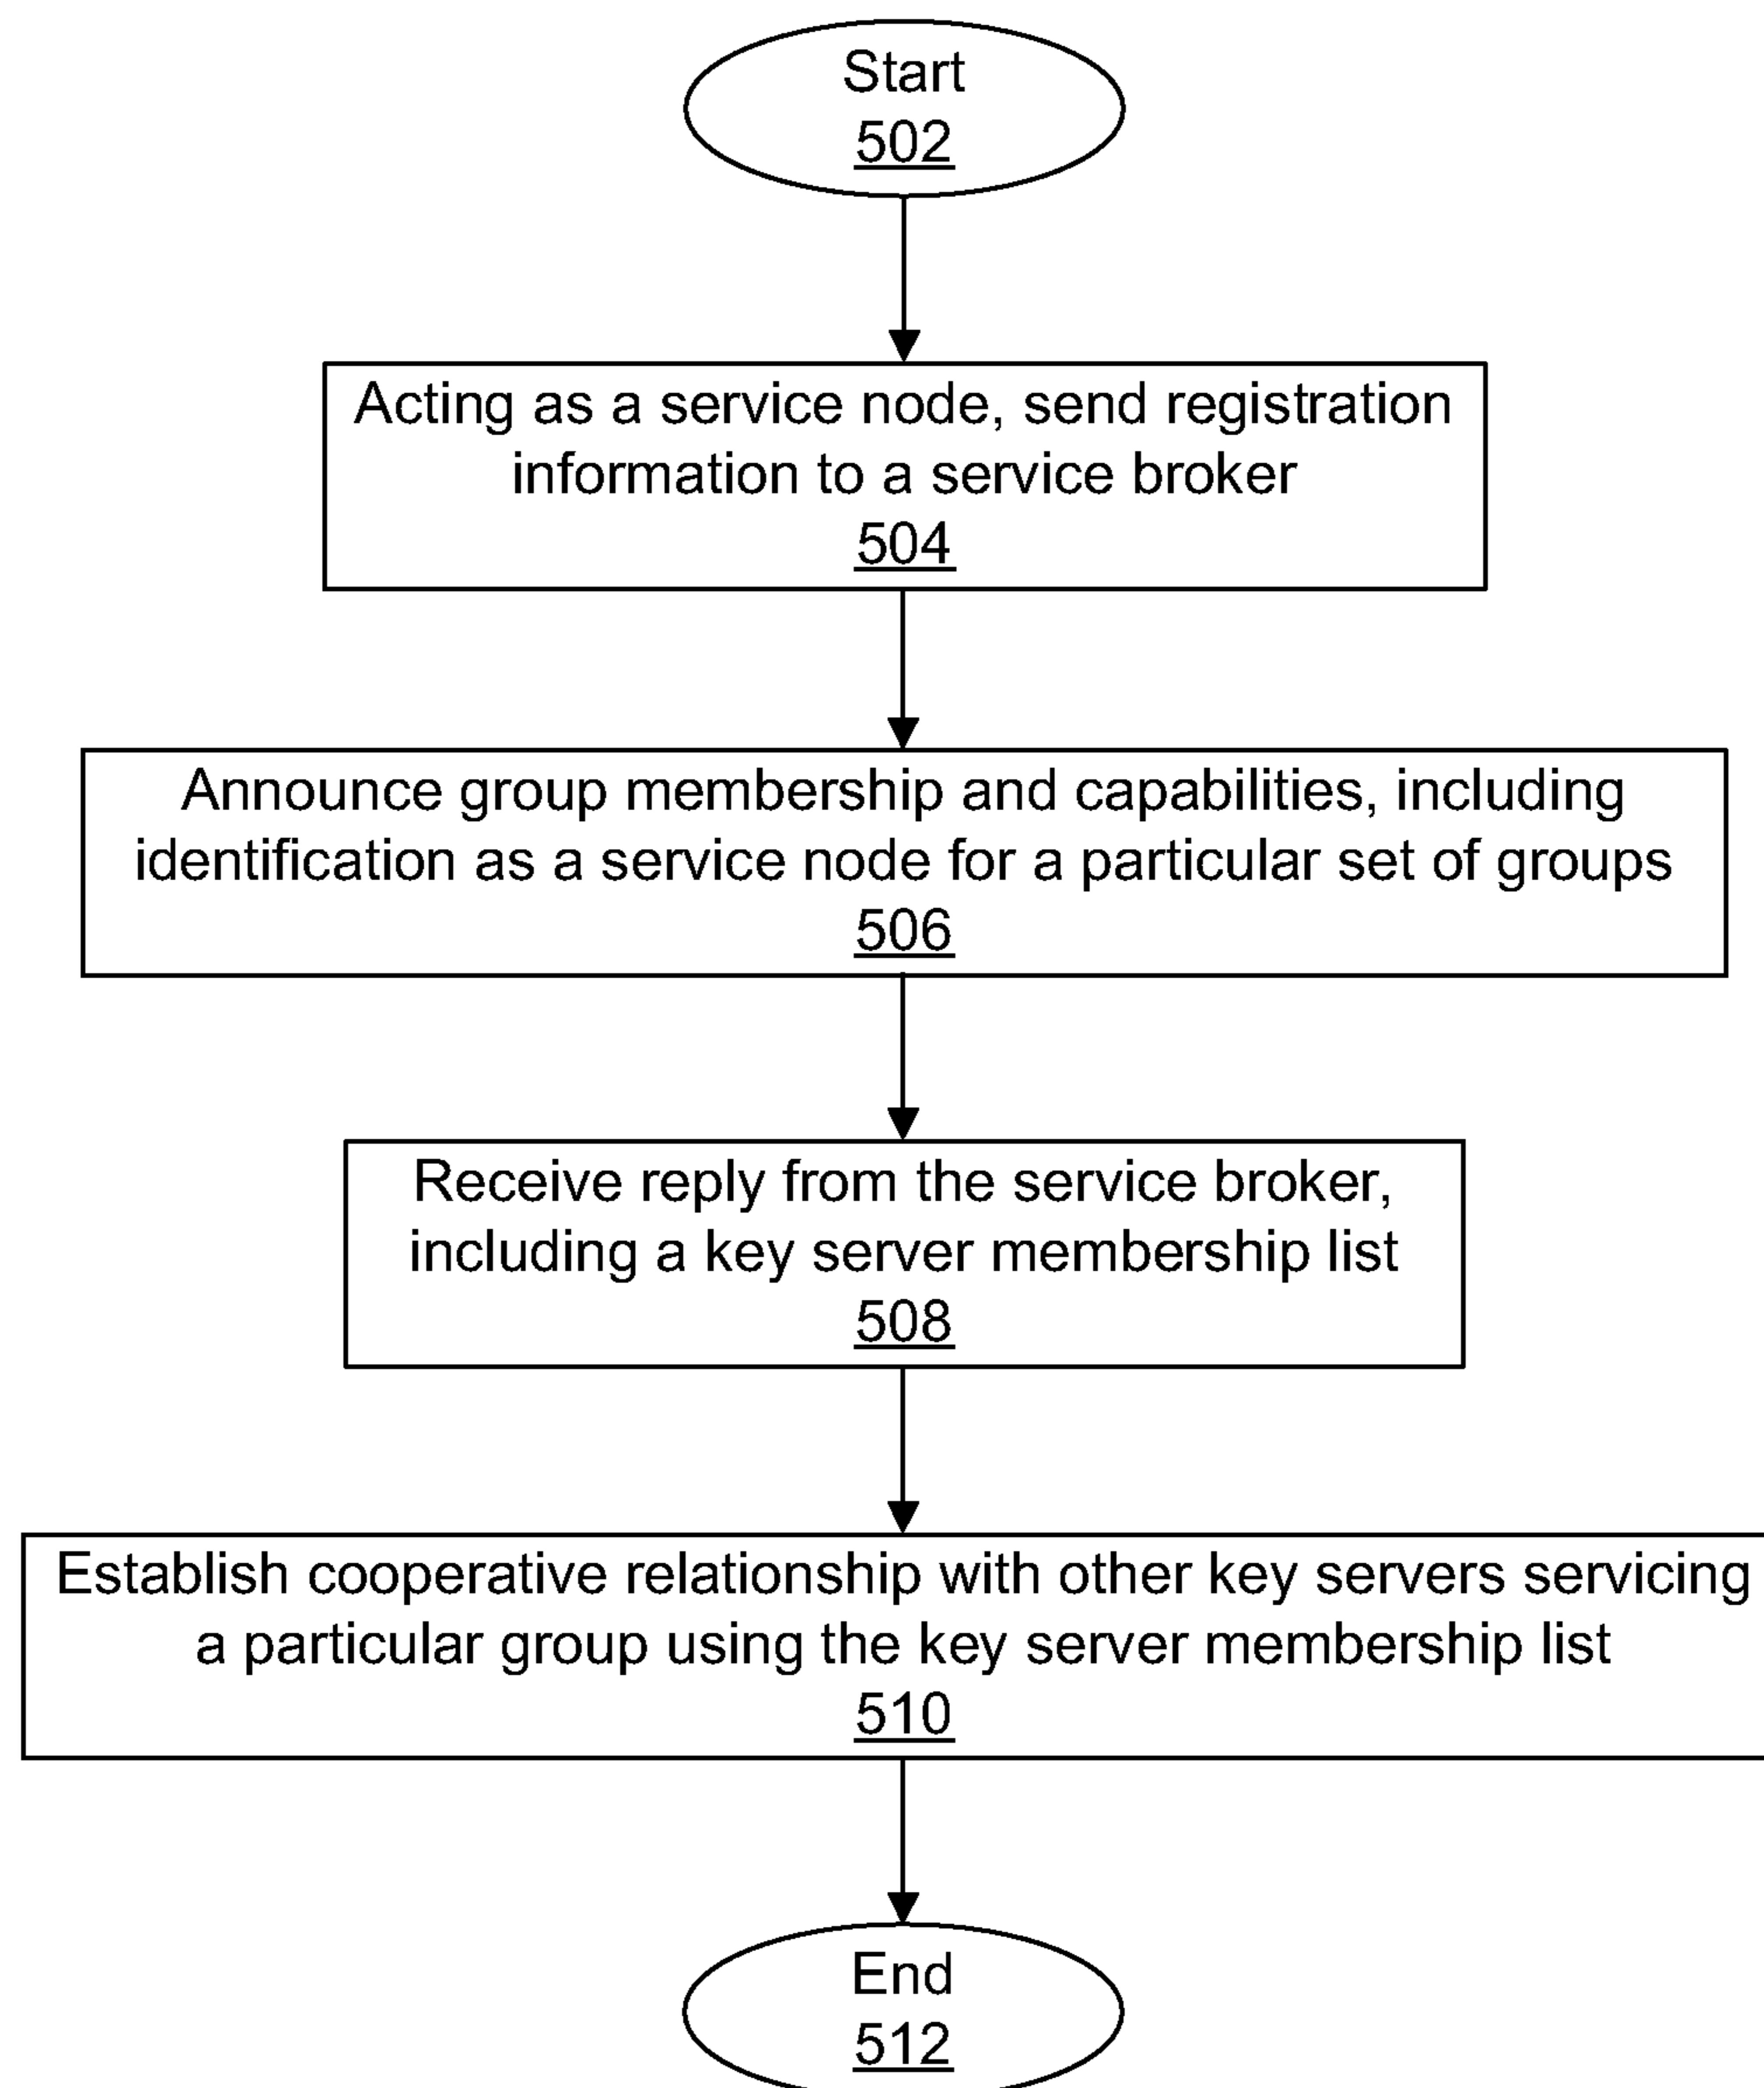 Start
502
Acting as a service node, send registration
information to a service broker
504
Announce group membership and capabilities, including
identification as a service node for a particular set of groups
506
Receive reply from the service broker,
including a key server membership list
508
Establish cooperative relationship with other key servers servicing
a particular group using the key server membership list
510
End
512